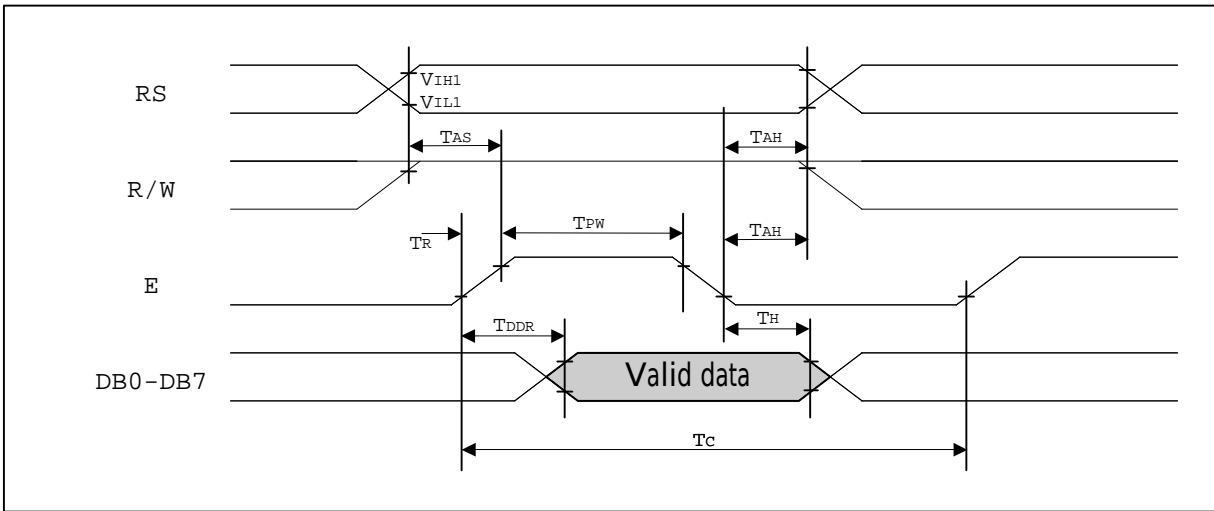 RS
VIH1
VIL1
TAS
TAH
R/W
TPW
TAH
TR
E
TDDR
TH
DB0-DB7
Valid data
TC